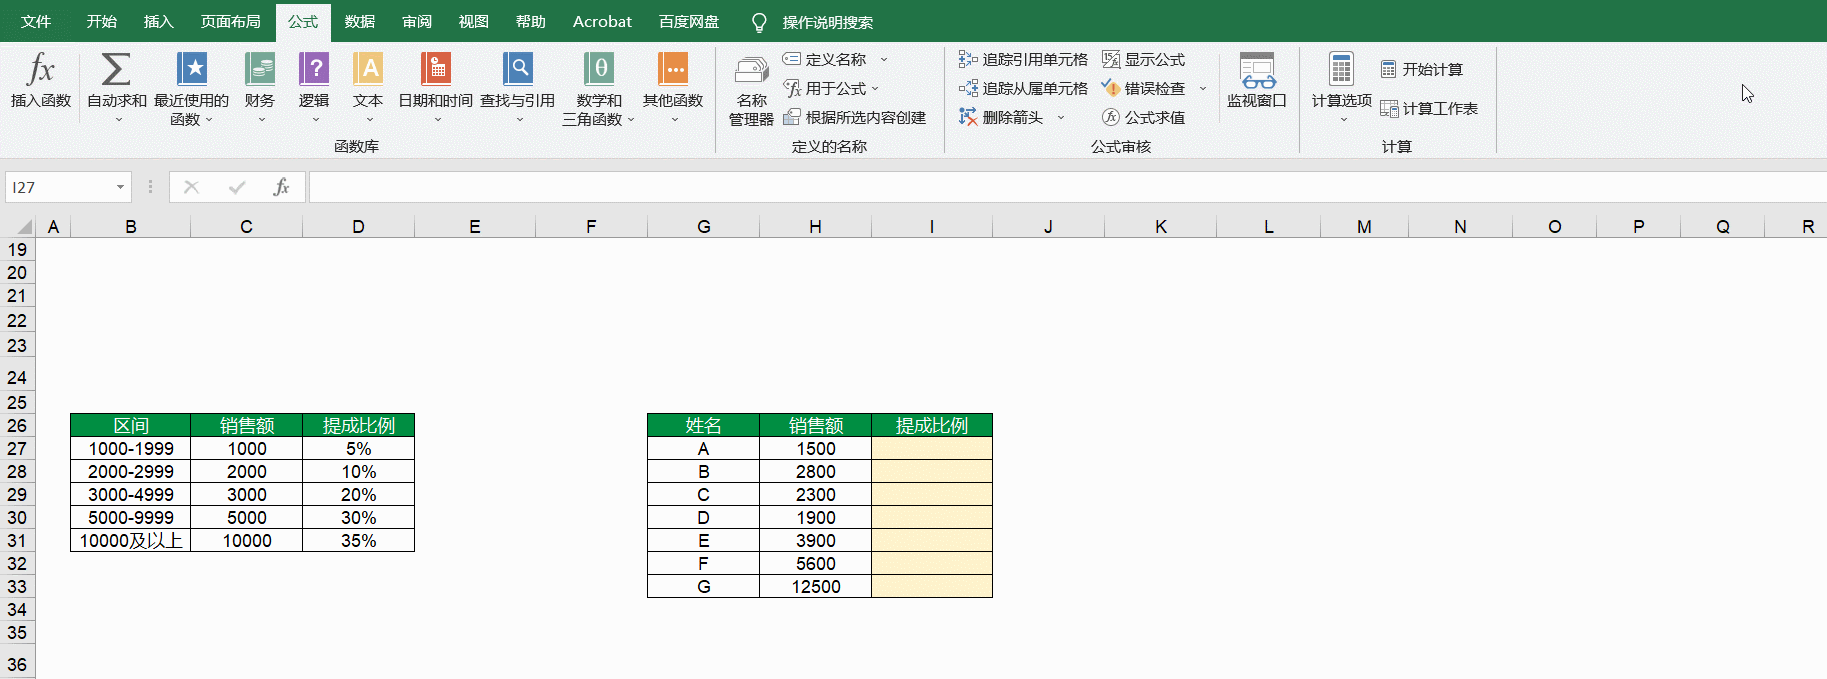 文件 开始 插入 页面布局 公式 数据 审阅 视图 帮助 Acrobat 百度网盘 操作说明搜索
fx 插入函数
自动求和
最近使用的
函数
财务
逻辑
文本
日期和时间
查找与引用
数学和
三角函数
其他函数
函数库
名称
管理器
定义名称
用于公式
根据所选内容创建
定义的名称
追踪引用单元格
追踪从属单元格
删除箭头
显示公式
错误检查
公式求值
公式审核
监视窗口
计算选项
开始计算
计算工作表
计算
I27 fx
A B C D E F G H I J K L M N O P Q R
19
20
21
22
23
24
25
26 区间 销售额 提成比例 姓名 销售额 提成比例
27 1000-1999 1000 5% A 1500
28 2000-2999 2000 10% B 2800
29 3000-4999 3000 20% C 2300
30 5000-9999 5000 30% D 1900
31 10000及以上 10000 35% E 3900
32 F 5600
33 G 12500
34
35
36